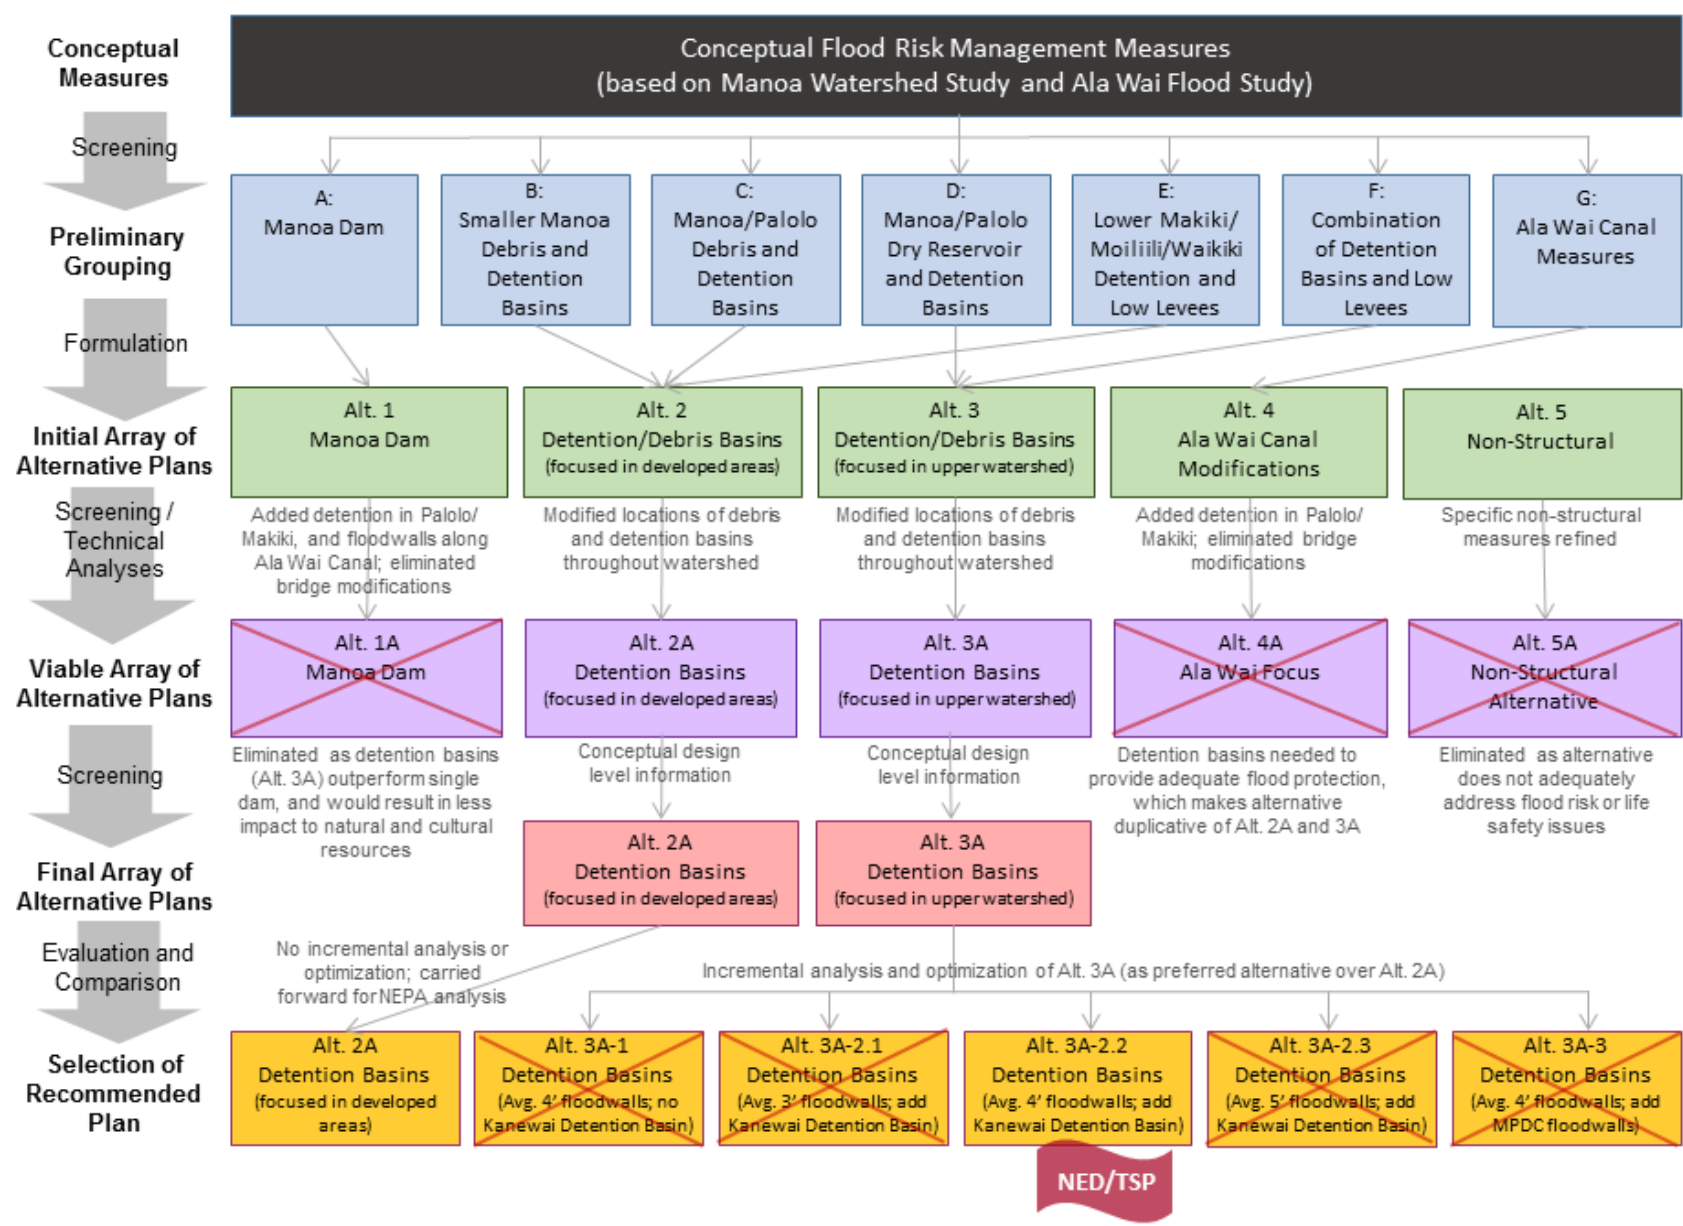 Conceptual
Measures
Conceptual Flood Risk Management Measures
(based on Manoa Watershed Study and Ala Wai Flood Study)
Screening
Preliminary
Grouping
A:
Manoa Dam
B:
Smaller Manoa
Debris and
Detention
Basins
C:
Manoa/Palolo
Debris and
Detention
Basins
D:
Manoa/Palolo
Dry Reservoir
and Detention
Basins
E:
Lower Makiki/
Moiliili/Waikiki
Detention and
Low Levees
F:
Combination
of Detention
Basins and Low
Levees
G:
Ala Wai Canal
Measures
Formulation
Initial Array of
Alternative Plans
Alt. 1
Manoa Dam
Alt. 2
Detention/Debris Basins
(focused in developed areas)
Alt. 3
Detention/Debris Basins
(focused in upper watershed)
Alt. 4
Ala Wai Canal
Modifications
Alt. 5
Non-Structural
Screening /
Technical
Analyses
Added detention in Palolo/
Makiki, and floodwalls along
Ala Wai Canal; eliminated
bridge modifications
Modified locations of debris
and detention basins
throughout watershed
Modified locations of debris
and detention basins
throughout watershed
Added detention in Palolo/
Makiki; eliminated bridge
modifications
Specific non-structural
measures refined
Viable Array of
Alternative Plans
Alt. 1A
Manoa Dam
Alt. 2A
Detention Basins
(focused in developed areas)
Alt. 3A
Detention Basins
(focused in upper watershed)
Alt. 4A
Ala Wai Focus
Alt. 5A
Non-Structural
Alternative
Screening
Eliminated as detention basins
(Alt. 3A) outperform single
dam, and would result in less
impact to natural and cultural
resources
Conceptual design
level information
Conceptual design
level information
Detention basins needed to
provide adequate flood protection,
which makes alternative
duplicative of Alt. 2A and 3A
Eliminated as alternative
does not adequately
address flood risk or life
safety issues
Final Array of
Alternative Plans
Alt. 2A
Detention Basins
(focused in developed areas)
Alt. 3A
Detention Basins
(focused in upper watershed)
Evaluation and
Comparison
No incremental analysis or
optimization; carried
forward for NEPA analysis
Incremental analysis and optimization of Alt. 3A (as preferred alternative over Alt. 2A)
Selection of
Recommended
Plan
Alt. 2A
Detention Basins
(focused in developed
areas)
Alt. 3A-1
Detention Basins
(Avg. 4' floodwalls; no
Kanewai Detention Basin)
Alt. 3A-2.1
Detention Basins
(Avg. 3' floodwalls; add
Kanewai Detention Basin)
Alt. 3A-2.2
Detention Basins
(Avg. 4' floodwalls; add
Kanewai Detention Basin)
Alt. 3A-2.3
Detention Basins
(Avg. 5' floodwalls; add
Kanewai Detention Basin)
Alt. 3A-3
Detention Basins
(Avg. 4' floodwalls; add
MPDC floodwalls)
NED/TSP